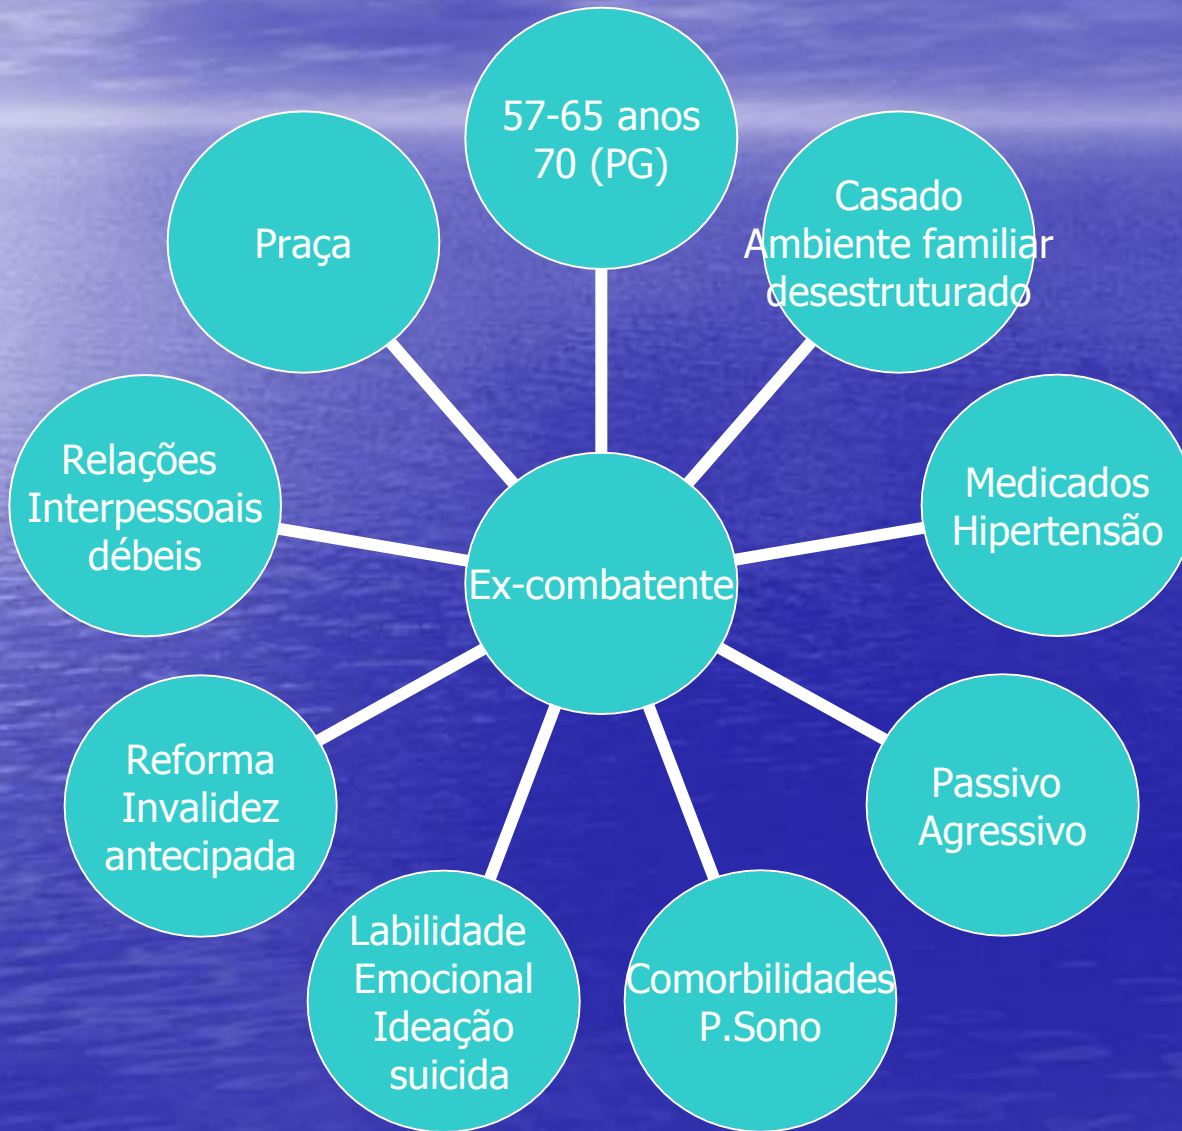 57-65 anos
70 (PG)
Casado
Ambiente familiar
desestruturado
Medicados
Hipertensão
Passivo
Agressivo
Comorbilidades
P.Sono
Labilidade
Emocional
Ideação
suicida
Reforma
Invalidez
antecipada
Relações
Interpessoais
débeis
Praça
Ex-combatente